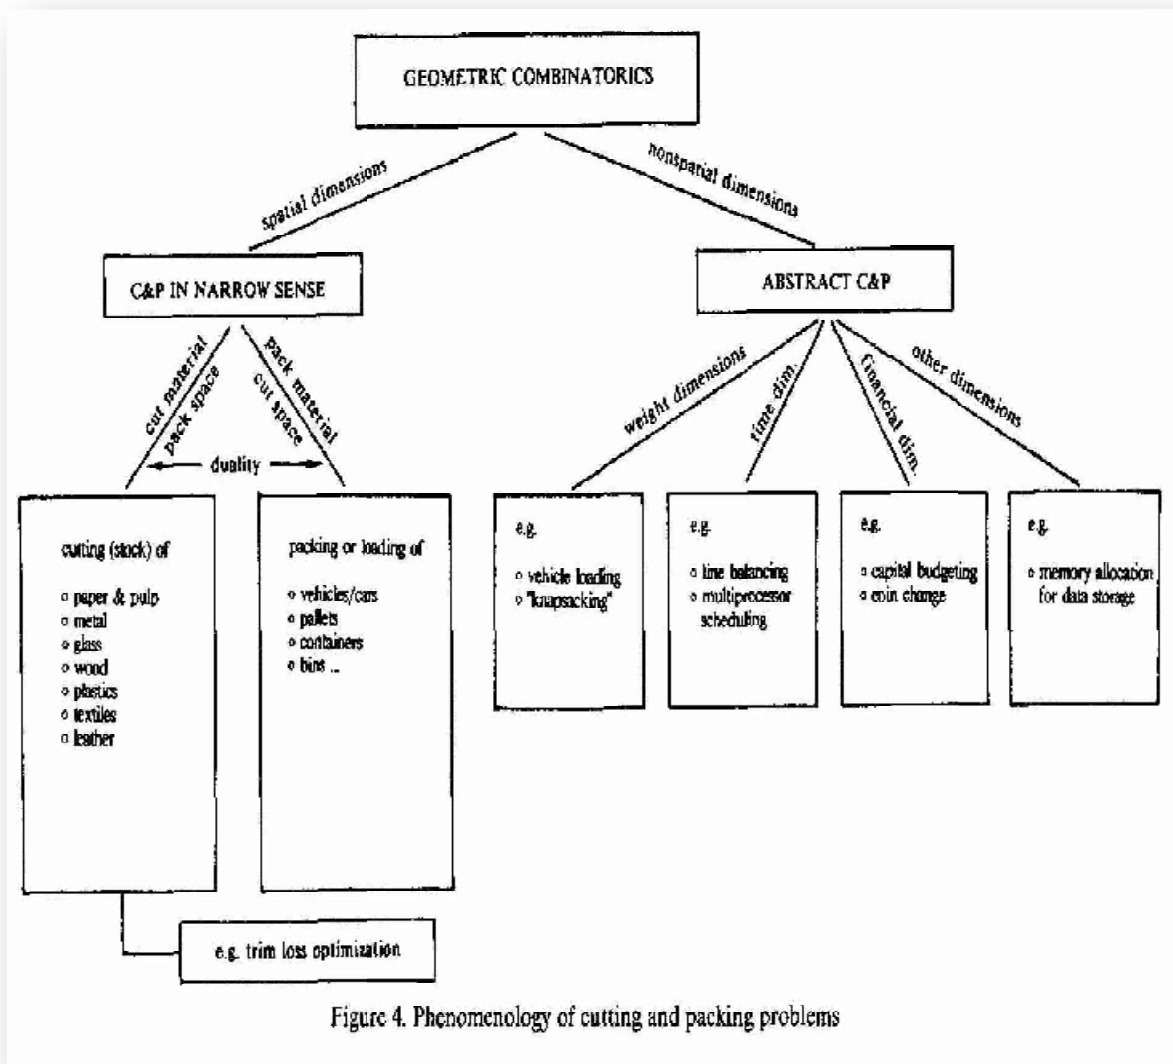 GEOMETRIC COMBINATORICS
spatial dimensions
nonspatial dimensions
C&P IN NARROW SENSE
ABSTRACT C&P
cut material
pack space
pack material
cut space
duality
weight dimensions
time dim.
financial dim.
other dimensions
cutting (stock) of
o paper & pulp
o metal
o glass
o wood
o plastics
o textiles
o leather
packing or loading of
o vehicles/cars
o pallets
o containers
o bins ...
e.g.
o vehicle loading
o "knapsacking"
e.g.
o line balancing
o multiprocessor
scheduling
e.g.
o capital budgeting
o coin change
e.g.
o memory allocation
for data storage
e.g. trim loss optimization
Figure 4. Phenomenology of cutting and packing problems